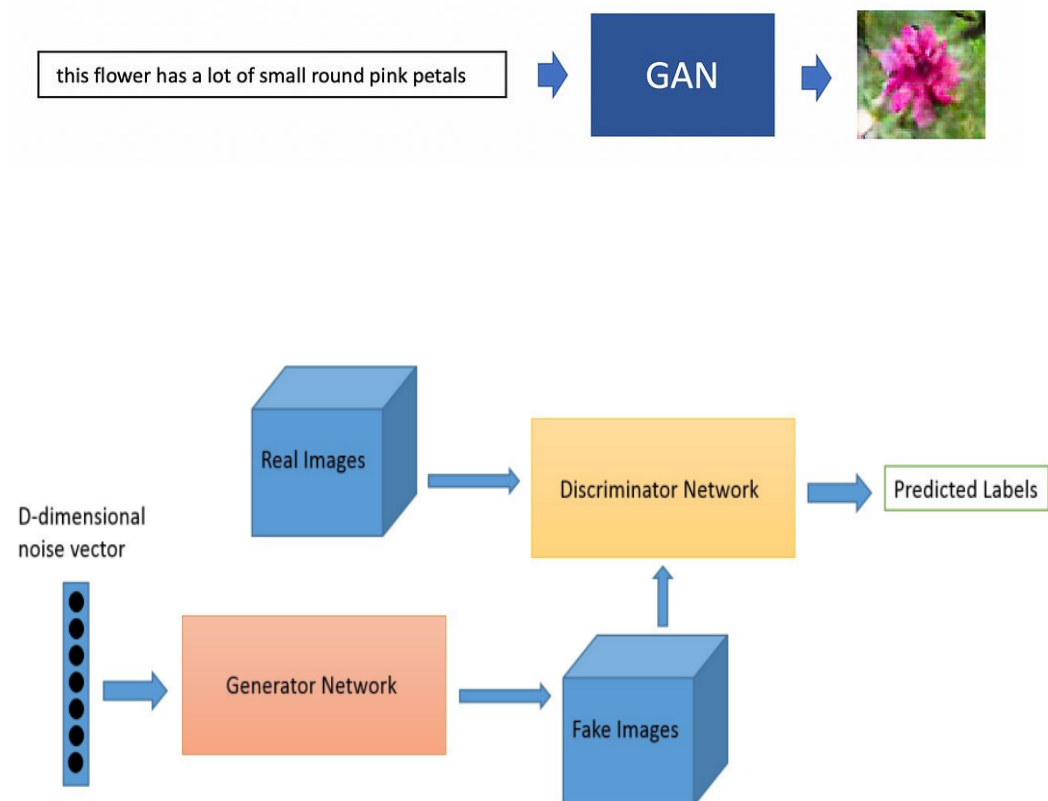 this flower has a lot of small round pink petals
GAN
Real Images
Discriminator Network
Predicted Labels
D-dimensional
noise vector
Generator Network
Fake Images